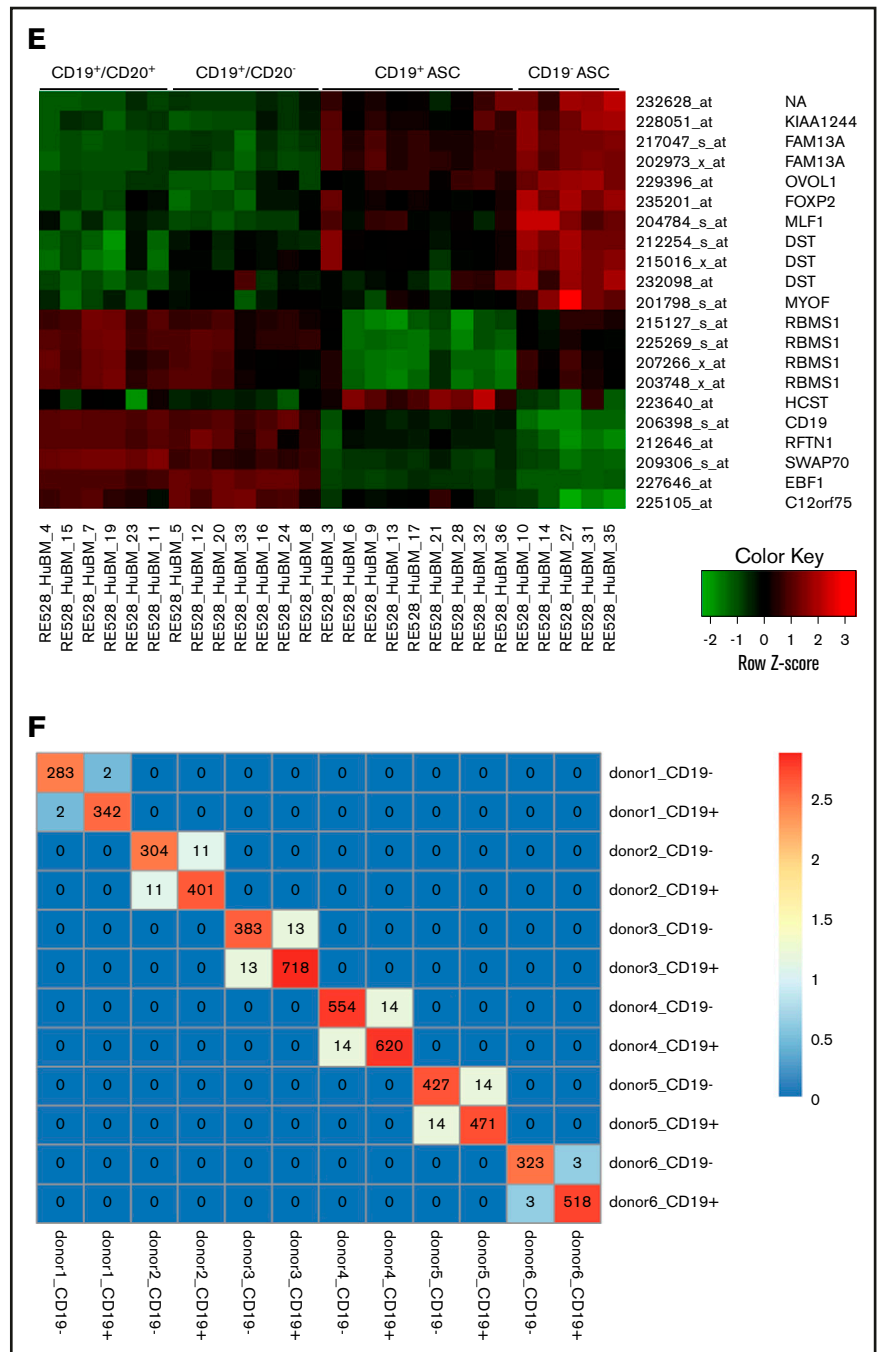 E
CD19+/CD20+ CD19+/CD20- CD19+ ASC CD19- ASC
232628_at NA
228051_at KIAA1244
217047_s_at FAM13A
202973_x_at FAM13A
229396_at OVOL1
235201_at FOXP2
204784_s_at MLF1
212254_s_at DST
215016_x_at DST
232098_at DST
201798_s_at MYOF
215127_s_at RBMS1
225269_s_at RBMS1
207266_x_at RBMS1
203748_x_at RBMS1
223640_at HCST
206398_s_at CD19
212646_at RFTN1
209306_s_at SWAP70
227646_at EBF1
225105_at C12orf75
RE528_HuBM_4
RE528_HuBM_15
RE528_HuBM_7
RE528_HuBM_19
RE528_HuBM_23
RE528_HuBM_11
RE528_HuBM_5
RE528_HuBM_12
RE528_HuBM_20
RE528_HuBM_33
RE528_HuBM_16
RE528_HuBM_24
RE528_HuBM_8
RE528_HuBM_3
RE528_HuBM_6
RE528_HuBM_9
RE528_HuBM_13
RE528_HuBM_17
RE528_HuBM_21
RE528_HuBM_28
RE528_HuBM_32
RE528_HuBM_36
RE528_HuBM_10
RE528_HuBM_14
RE528_HuBM_27
RE528_HuBM_31
RE528_HuBM_35
Color Key
-2 -1 0 1 2 3
Row Z-score
F
283 2 0 0 0 0 0 0 0 0 0 0 donor1_CD19-
2 342 0 0 0 0 0 0 0 0 0 0 donor1_CD19+
0 0 304 11 0 0 0 0 0 0 0 0 donor2_CD19-
0 0 11 401 0 0 0 0 0 0 0 0 donor2_CD19+
0 0 0 0 383 13 0 0 0 0 0 0 donor3_CD19-
0 0 0 0 13 718 0 0 0 0 0 0 donor3_CD19+
0 0 0 0 0 0 554 14 0 0 0 0 donor4_CD19-
0 0 0 0 0 0 14 620 0 0 0 0 donor4_CD19+
0 0 0 0 0 0 0 0 427 14 0 0 donor5_CD19-
0 0 0 0 0 0 0 0 14 471 0 0 donor5_CD19+
0 0 0 0 0 0 0 0 0 0 323 3 donor6_CD19-
0 0 0 0 0 0 0 0 0 0 3 518 donor6_CD19+
2.5
2
1.5
1
0.5
0
donor1_CD19-
donor1_CD19+
donor2_CD19-
donor2_CD19+
donor3_CD19-
donor3_CD19+
donor4_CD19-
donor4_CD19+
donor5_CD19-
donor5_CD19+
donor6_CD19-
donor6_CD19+